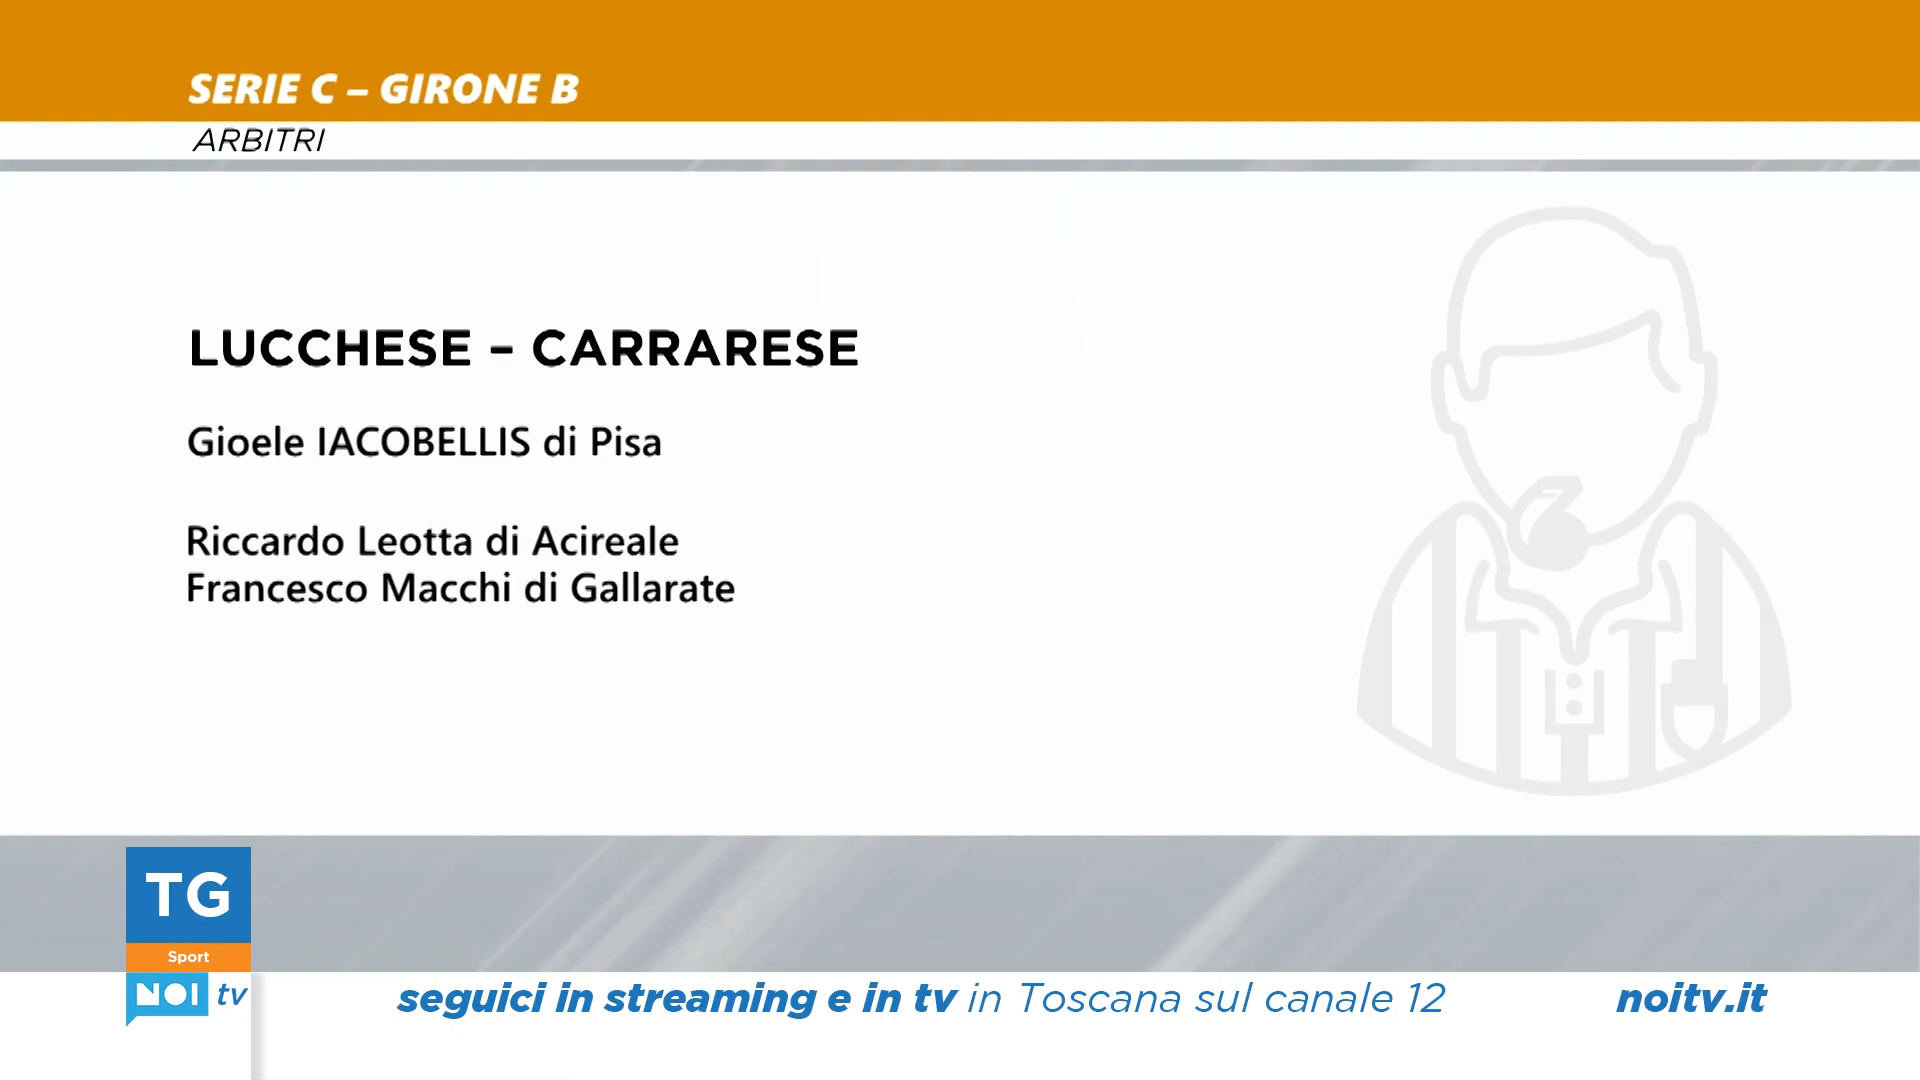 SERIE C – GIRONE B
ARBITRI
LUCCHESE – CARRARESE
Gioele IACOBELLIS di Pisa
Riccardo Leotta di Acireale
Francesco Macchi di Gallarate
TG
Sport
NOI tv
seguici in streaming e in tv in Toscana sul canale 12
noitv.it